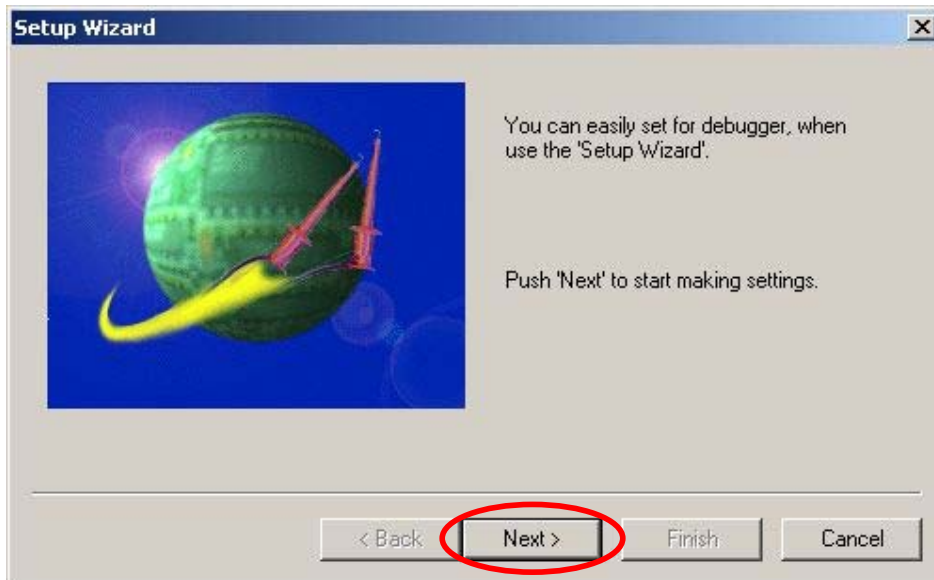 Setup Wizard
You can easily set for debugger, when
use the 'Setup Wizard'.
Push 'Next' to start making settings.
< Back
Next >
Finish
Cancel